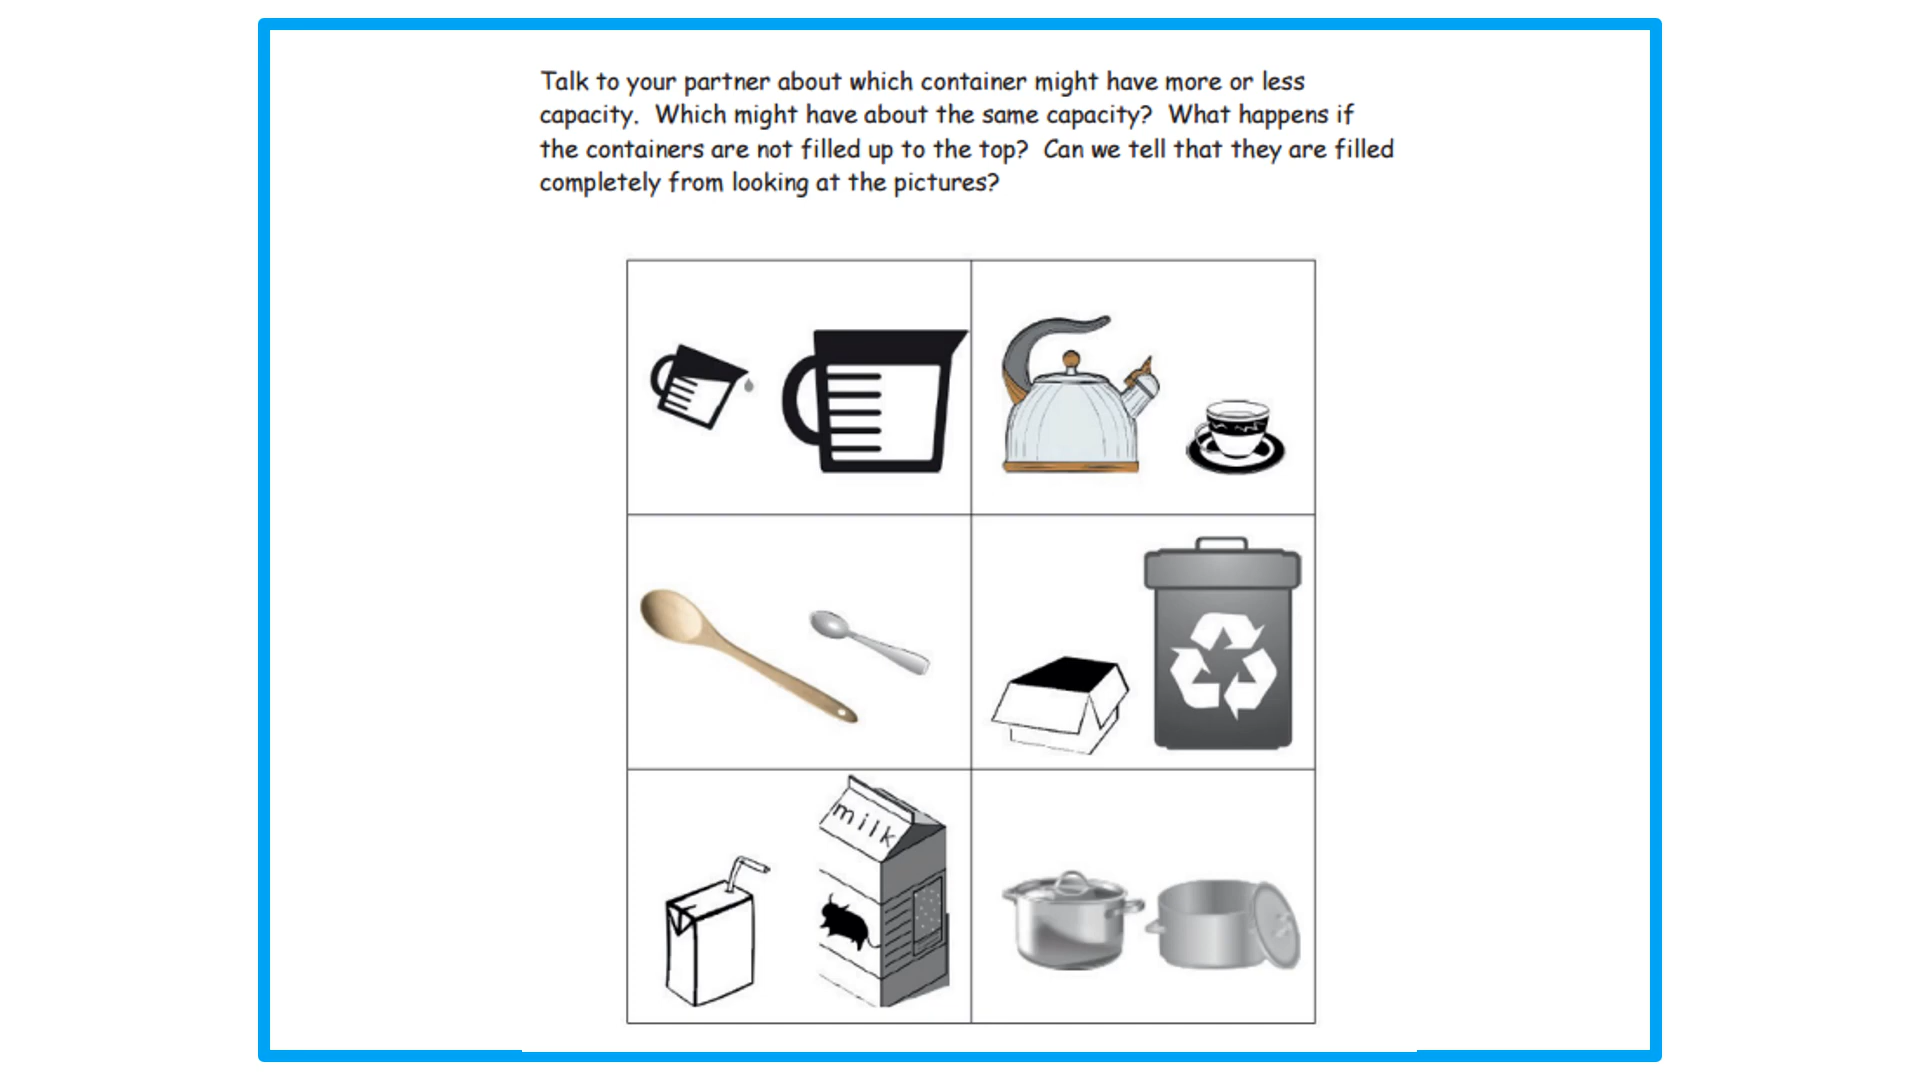 Talk to your partner about which container might have more or less
capacity.  Which might have about the same capacity?  What happens if
the containers are not filled up to the top?  Can we tell that they are filled
completely from looking at the pictures?
milk